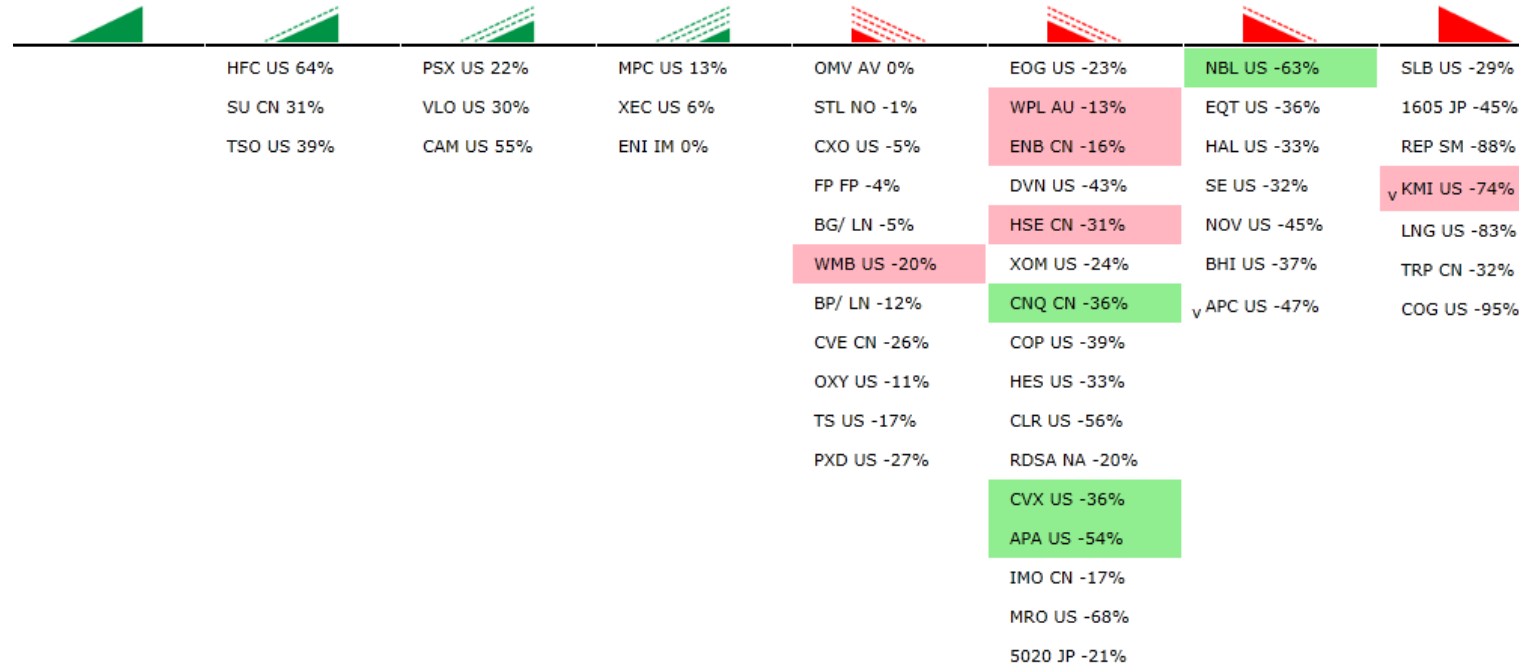 HFC US 64% PSX US 22% MPC US 13% OMV AV 0% EOG US -23% NBL US -63% SLB US -29%
SU CN 31% VLO US 30% XEC US 6% STL NO -1% WPL AU -13% EQT US -36% 1605 JP -45%
TSO US 39% CAM US 55% ENI IM 0% CXO US -5% ENB CN -16% HAL US -33% REP SM -88%
FP FP -4% DVN US -43% SE US -32% v KMI US -74%
BG/ LN -5% HSE CN -31% NOV US -45% LNG US -83%
WMB US -20% XOM US -24% BHI US -37% TRP CN -32%
BP/ LN -12% CNQ CN -36% v APC US -47% COG US -95%
CVE CN -26% COP US -39%
OXY US -11% HES US -33%
TS US -17% CLR US -56%
PXD US -27% RDSA NA -20%
CVX US -36%
APA US -54%
IMO CN -17%
MRO US -68%
5020 JP -21%